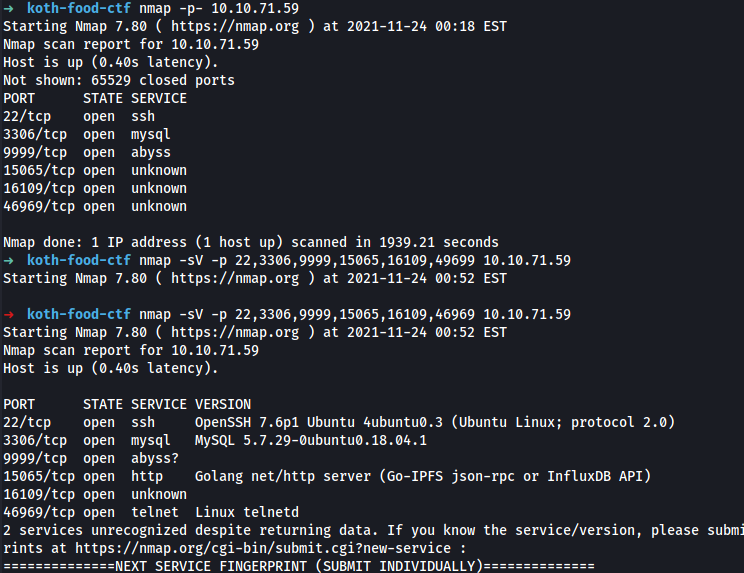 → koth-food-ctf nmap -p- 10.10.71.59
Starting Nmap 7.80 ( https://nmap.org ) at 2021-11-24 00:18 EST
Nmap scan report for 10.10.71.59
Host is up (0.40s latency).
Not shown: 65529 closed ports
PORT      STATE SERVICE
22/tcp    open  ssh
3306/tcp  open  mysql
9999/tcp  open  abyss
15065/tcp open  unknown
16109/tcp open  unknown
46969/tcp open  unknown
Nmap done: 1 IP address (1 host up) scanned in 1939.21 seconds
→ koth-food-ctf nmap -sV -p 22,3306,9999,15065,16109,49699 10.10.71.59
Starting Nmap 7.80 ( https://nmap.org ) at 2021-11-24 00:52 EST
→ koth-food-ctf nmap -sV -p 22,3306,9999,15065,16109,46969 10.10.71.59
Starting Nmap 7.80 ( https://nmap.org ) at 2021-11-24 00:52 EST
Nmap scan report for 10.10.71.59
Host is up (0.40s latency).
PORT      STATE SERVICE VERSION
22/tcp    open  ssh     OpenSSH 7.6p1 Ubuntu 4ubuntu0.3 (Ubuntu Linux; protocol 2.0)
3306/tcp  open  mysql   MySQL 5.7.29-0ubuntu0.18.04.1
9999/tcp  open  abyss?
15065/tcp open  http    Golang net/http server (Go-IPFS json-rpc or InfluxDB API)
16109/tcp open  unknown
46969/tcp open  telnet  Linux telnetd
2 services unrecognized despite returning data. If you know the service/version, please submi
rints at https://nmap.org/cgi-bin/submit.cgi?new-service :
==============NEXT SERVICE FINGERPRINT (SUBMIT INDIVIDUALLY)==============